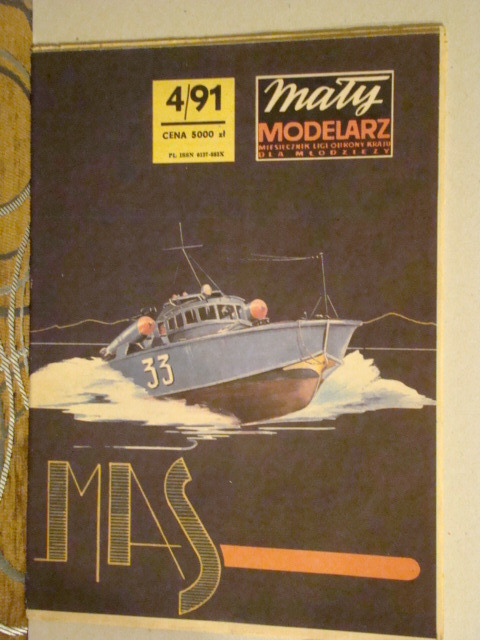 4/91
CENA 5000 zł
PL ISSN 0137-883X
Mały
MODELARZ
MIESIĘCZNIK LIGI OBRONY KRAJU
DLA MŁODZIEŻY
33
MAS